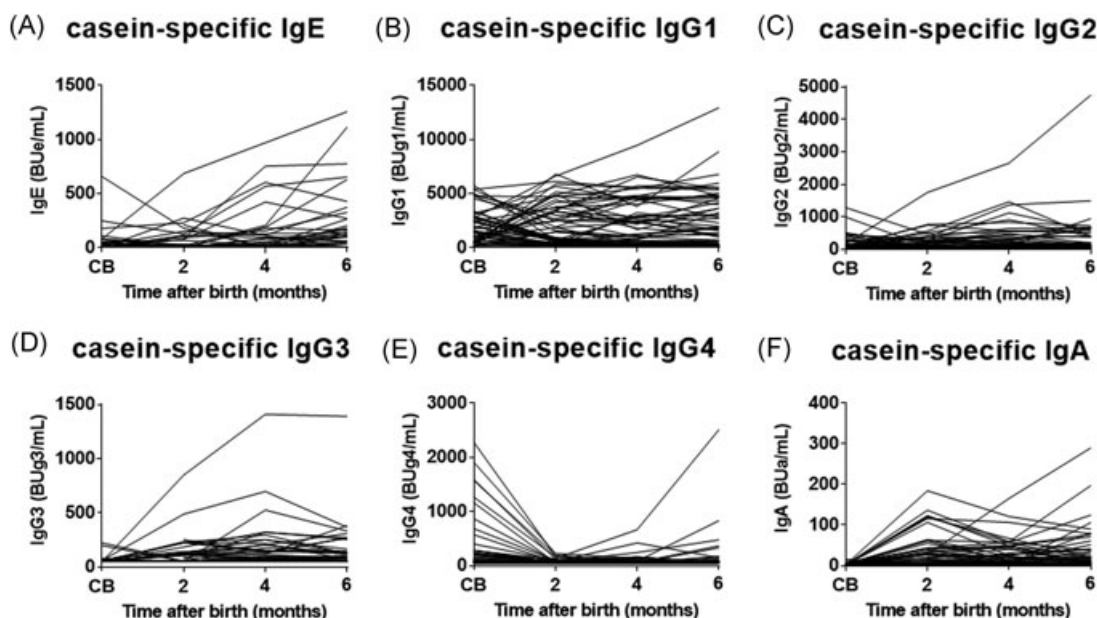 (A) casein-specific IgE
IgE (BUe/mL)
1500
1000
500
0
CB 2 4 6
Time after birth (months)
(B) casein-specific IgG1
IgG1 (BUg1/mL)
15000
10000
5000
0
CB 2 4 6
Time after birth (months)
(C) casein-specific IgG2
IgG2 (BUg2/mL)
5000
4000
3000
2000
1000
0
CB 2 4 6
Time after birth (months)
(D) casein-specific IgG3
IgG3 (BUg3/mL)
1500
1000
500
0
CB 2 4 6
Time after birth (months)
(E) casein-specific IgG4
IgG4 (BUg4/mL)
3000
2000
1000
0
CB 2 4 6
Time after birth (months)
(F) casein-specific IgA
IgA (BUa/mL)
400
300
200
100
0
CB 2 4 6
Time after birth (months)